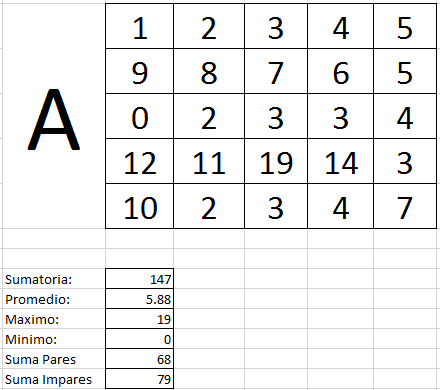 A
1 2 3 4 5
9 8 7 6 5
0 2 3 3 4
12 11 19 14 3
10 2 3 4 7
Sumatoria: 147
Promedio: 5.88
Maximo: 19
Minimo: 0
Suma Pares 68
Suma Impares 79